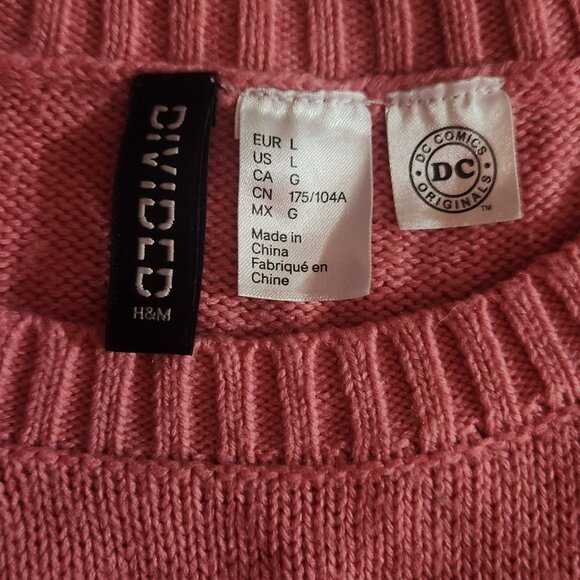 DIVIDED
H&M
EUR L
US L
CA G
CN 175/104A
MX G
Made in
China
Fabriqué en
Chine
DC COMICS
DC
ORIGINALS
TM